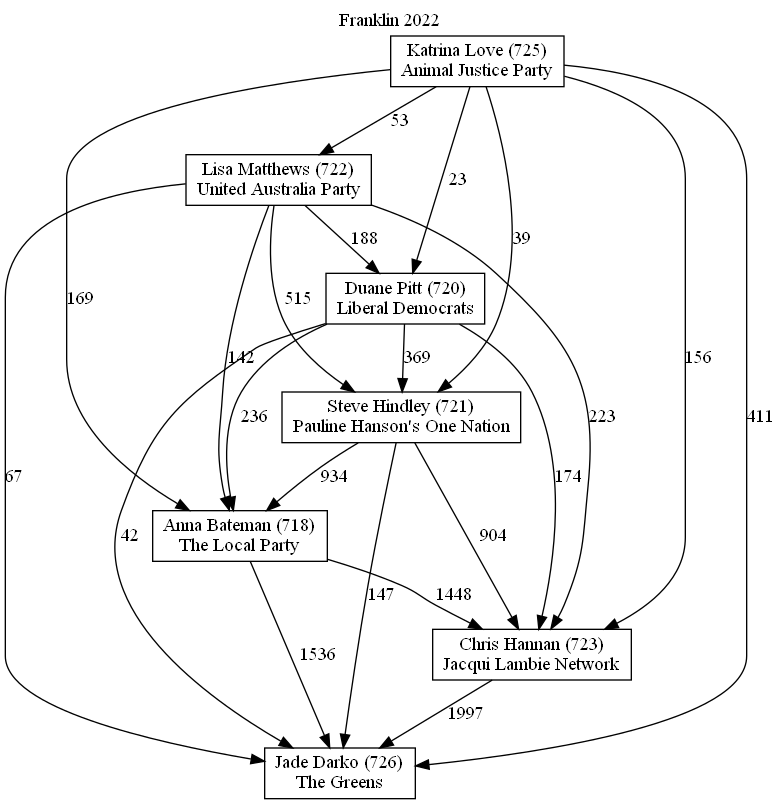 Franklin 2022
Katrina Love (725)
Animal Justice Party
53
Lisa Matthews (722)
United Australia Party
23
39
188
Duane Pitt (720)
Liberal Democrats
169
515
142
369
156
236
Steve Hindley (721)
Pauline Hanson's One Nation
223
411
67
934
174
Anna Bateman (718)
The Local Party
42
904
147
1448
1536
Chris Hannan (723)
Jacqui Lambie Network
1997
Jade Darko (726)
The Greens